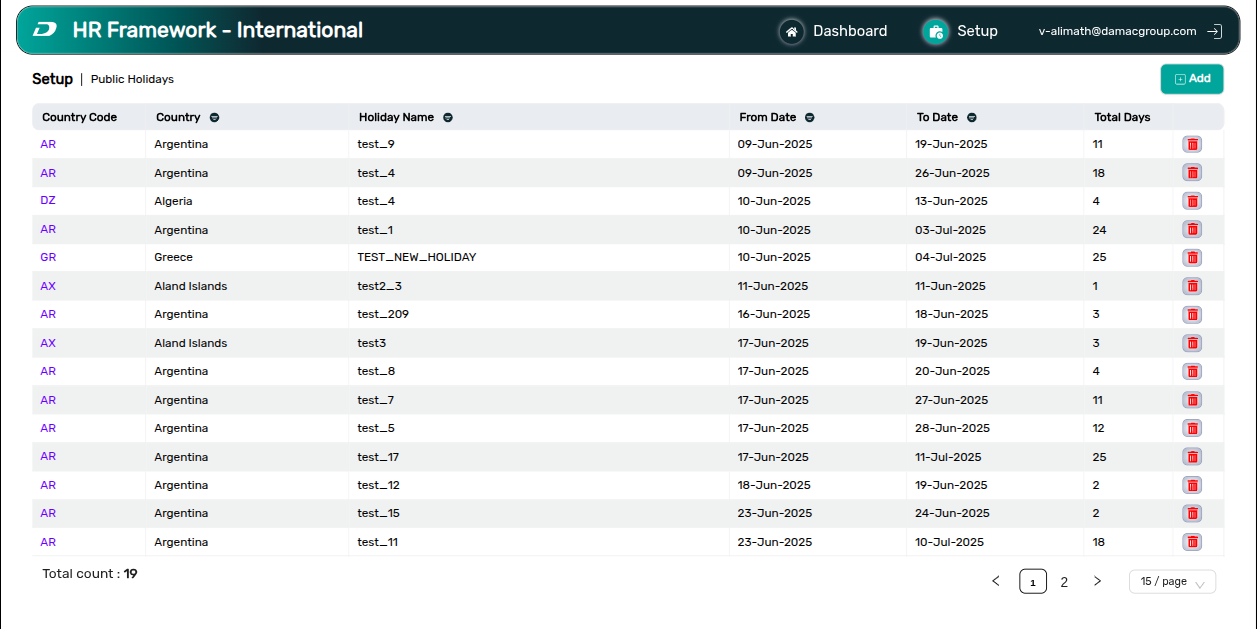 HR Framework - International Dashboard Setup v-alimath@damacgroup.com
Setup | Public Holidays Add
Country Code Country Holiday Name From Date To Date Total Days
AR Argentina test_9 09-Jun-2025 19-Jun-2025 11
AR Argentina test_4 09-Jun-2025 26-Jun-2025 18
DZ Algeria test_4 10-Jun-2025 13-Jun-2025 4
AR Argentina test_1 10-Jun-2025 03-Jul-2025 24
GR Greece TEST_NEW_HOLIDAY 10-Jun-2025 04-Jul-2025 25
AX Aland Islands test2_3 11-Jun-2025 11-Jun-2025 1
AR Argentina test_209 16-Jun-2025 18-Jun-2025 3
AX Aland Islands test3 17-Jun-2025 19-Jun-2025 3
AR Argentina test_8 17-Jun-2025 20-Jun-2025 4
AR Argentina test_7 17-Jun-2025 27-Jun-2025 11
AR Argentina test_5 17-Jun-2025 28-Jun-2025 12
AR Argentina test_17 17-Jun-2025 11-Jul-2025 25
AR Argentina test_12 18-Jun-2025 19-Jun-2025 2
AR Argentina test_15 23-Jun-2025 24-Jun-2025 2
AR Argentina test_11 23-Jun-2025 10-Jul-2025 18
Total count : 19
< 1 2 > 15 / page